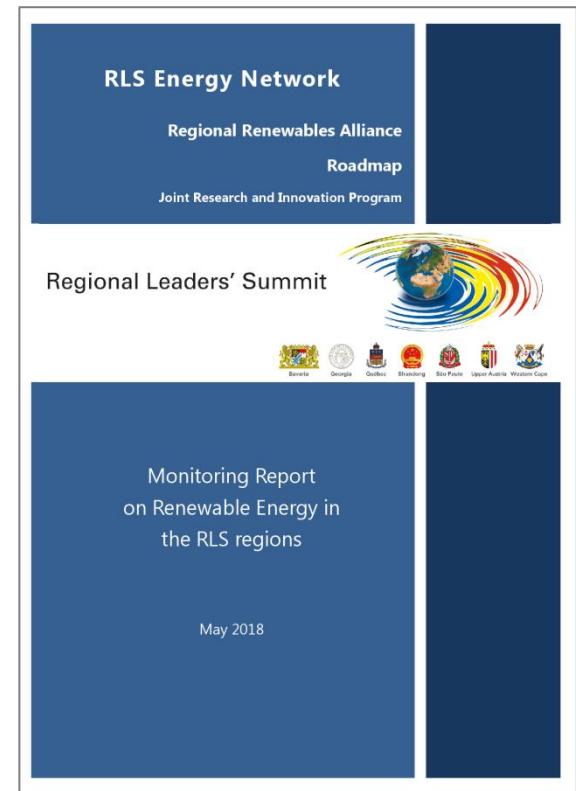 RLS Energy Network
Regional Renewables Alliance
Roadmap
Joint Research and Innovation Program
Regional Leaders' Summit
Bavaria Georgia Québec Shandong São Paulo Upper Austria Western Cape
Monitoring Report
on Renewable Energy in
the RLS regions
May 2018